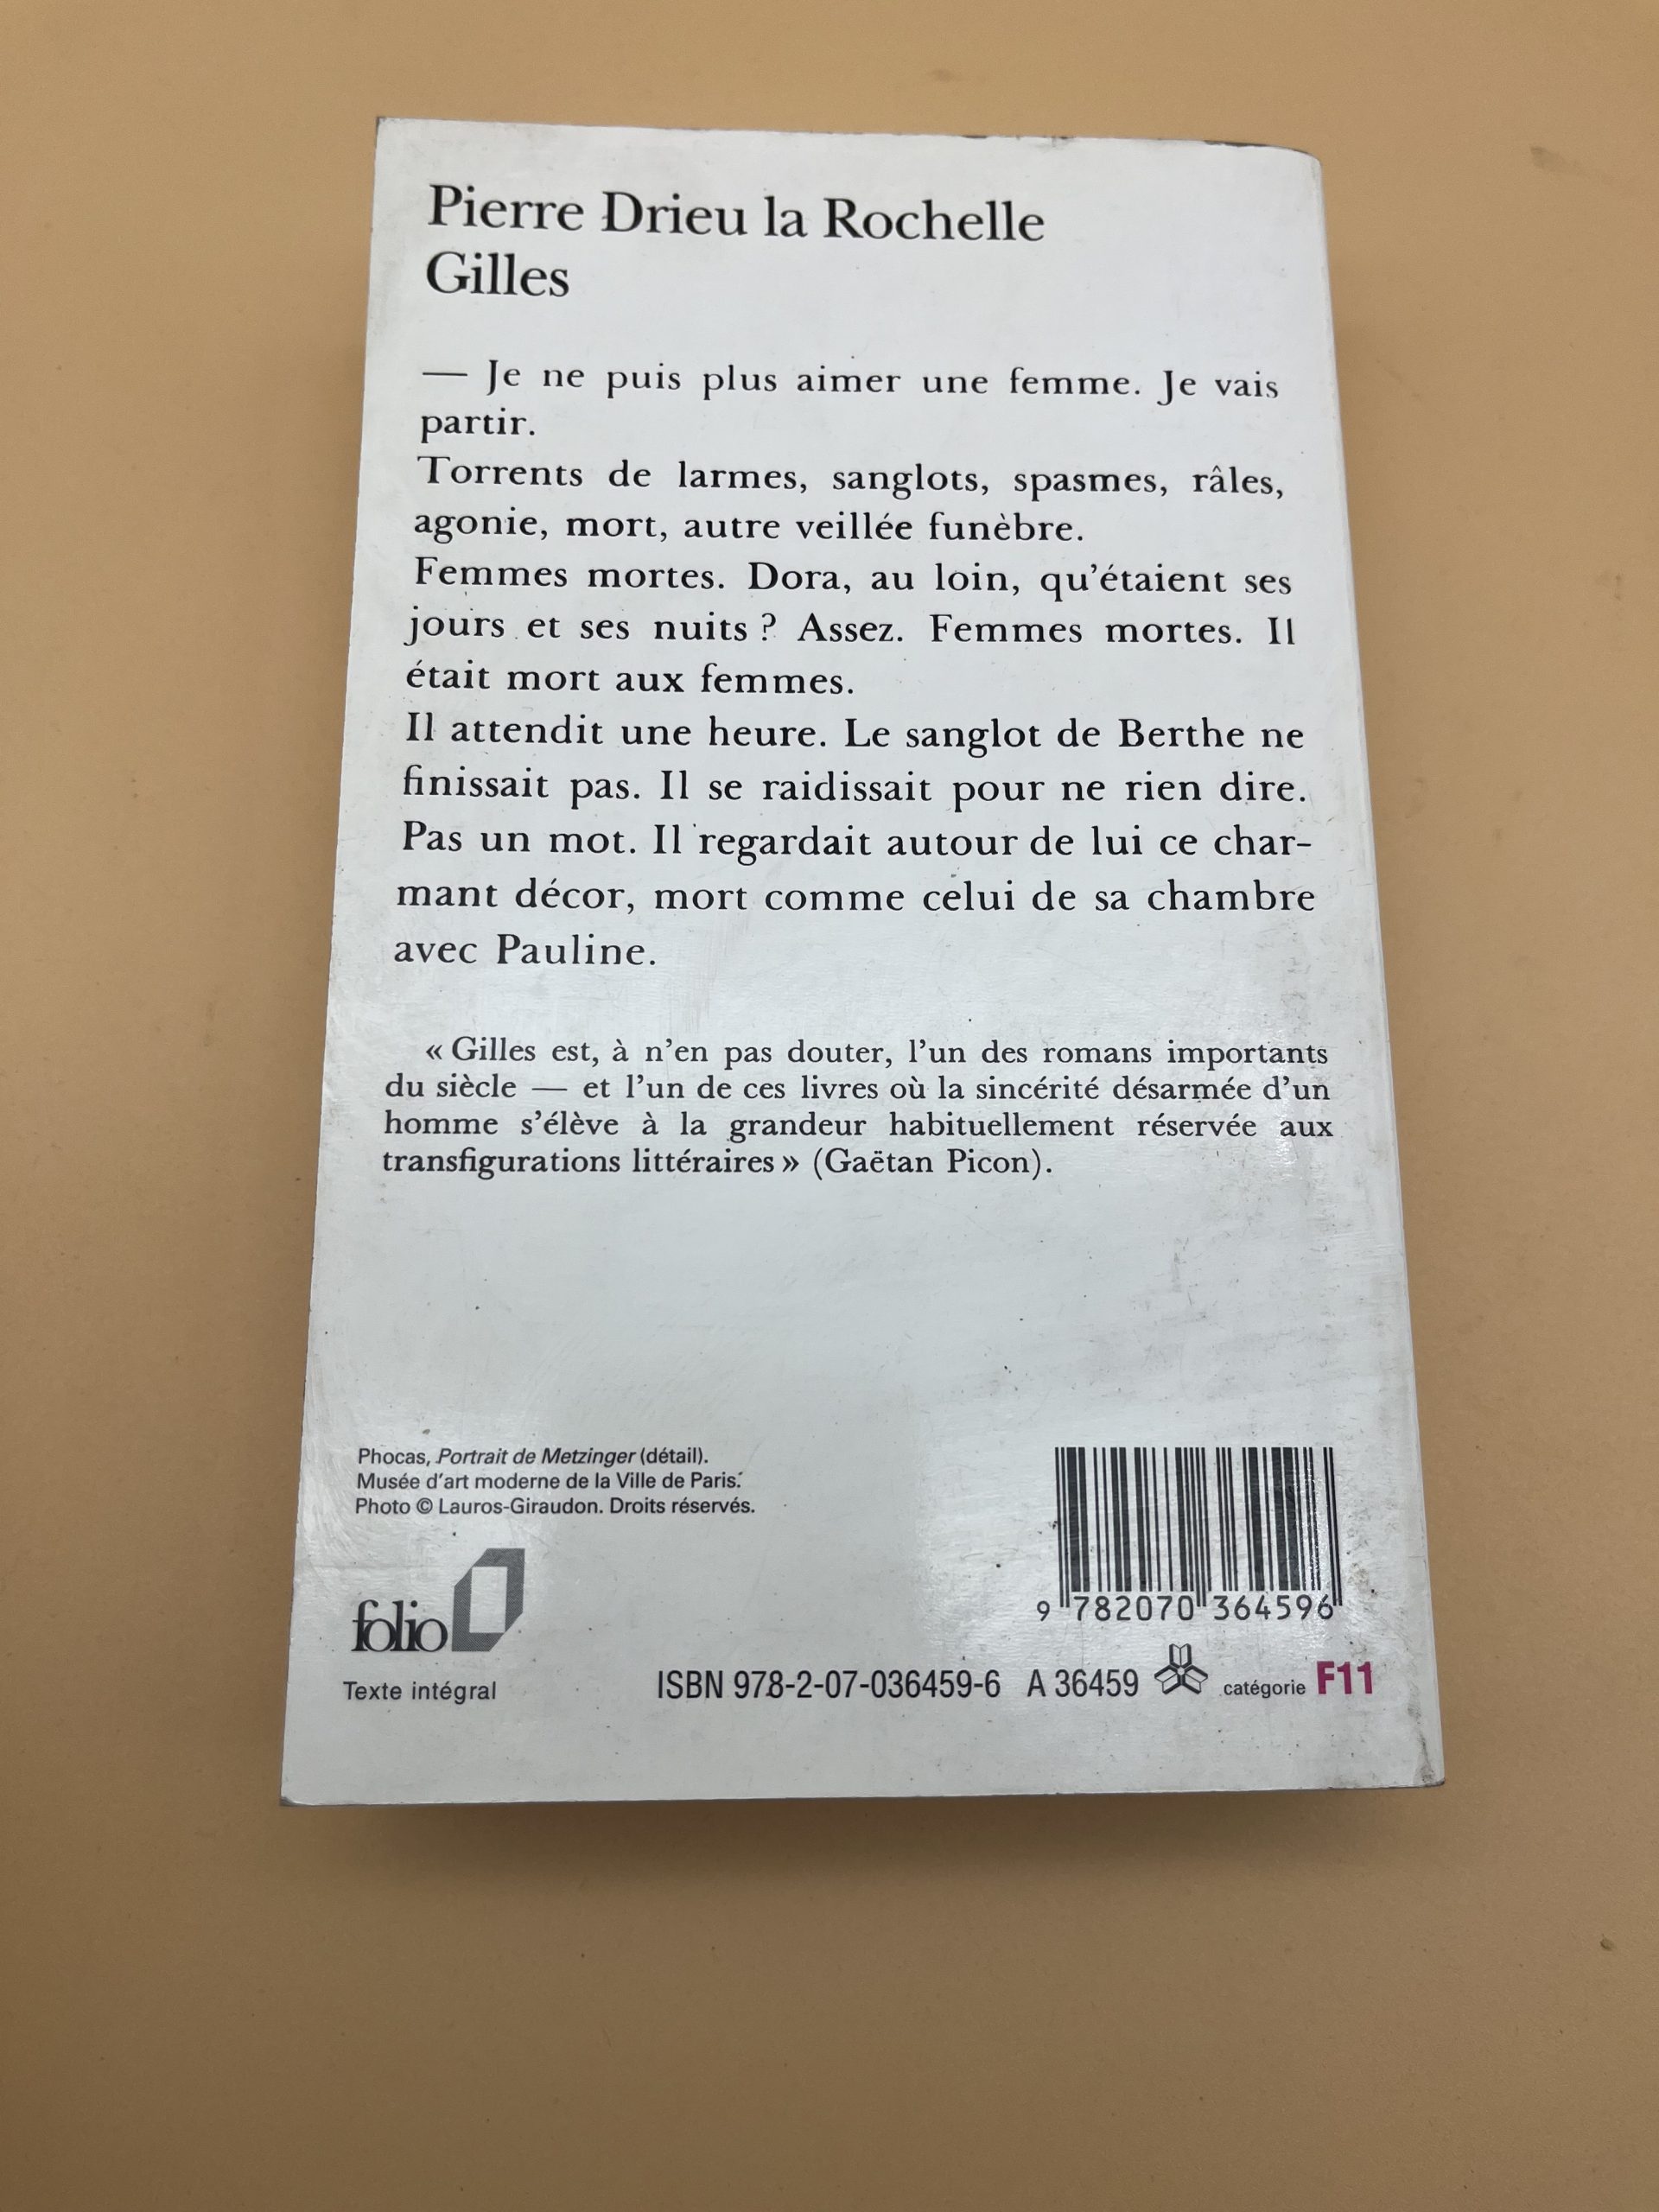 Pierre Drieu la Rochelle
Gilles
— Je ne puis plus aimer une femme. Je vais
partir.
Torrents de larmes, sanglots, spasmes, râles,
agonie, mort, autre veillée funèbre.
Femmes mortes. Dora, au loin, qu'étaient ses
jours et ses nuits ? Assez. Femmes mortes. Il
était mort aux femmes.
Il attendit une heure. Le sanglot de Berthe ne
finissait pas. Il se raidissait pour ne rien dire.
Pas un mot. Il regardait autour de lui ce char-
mant décor, mort comme celui de sa chambre
avec Pauline.
« Gilles est, à n'en pas douter, l'un des romans importants
du siècle — et l'un de ces livres où la sincérité désarmée d'un
homme s'élève à la grandeur habituellement réservée aux
transfigurations littéraires » (Gaëtan Picon).
Phocas, Portrait de Metzinger (détail).
Musée d'art moderne de la Ville de Paris.
Photo © Lauros-Giraudon. Droits réservés.
folio
Texte intégral
9 782070 364596
ISBN 978-2-07-036459-6 A 36459 catégorie F11